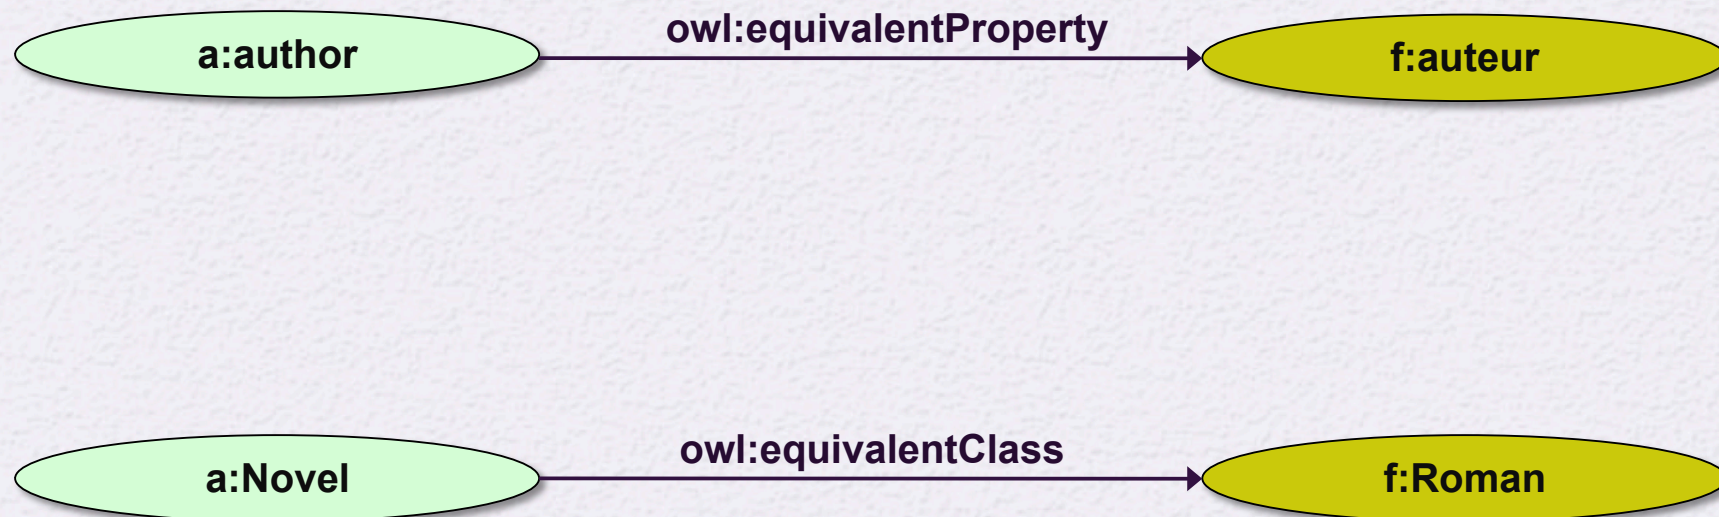 owl:equivalentProperty
a:author
f:auteur
owl:equivalentClass
a:Novel
f:Roman